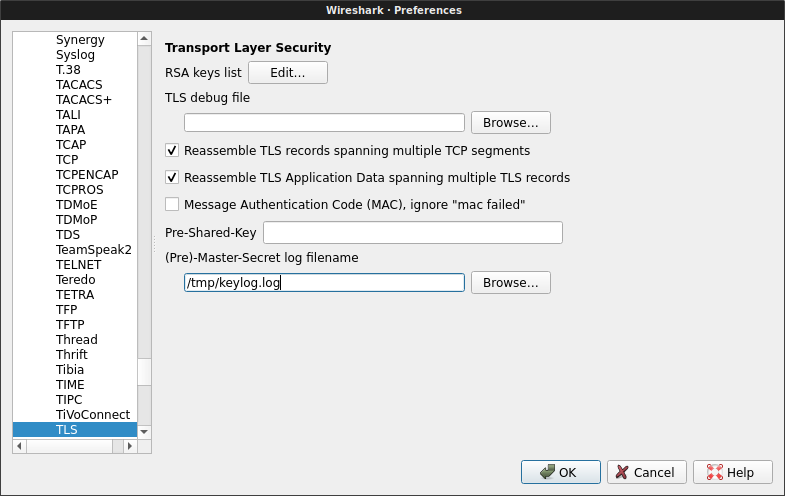 Wireshark · Preferences
Synergy
Syslog
T.38
TACACS
TACACS+
TALI
TAPA
TCAP
TCP
TCPENCAP
TCPROS
TDMoE
TDMoP
TDS
TeamSpeak2
TELNET
Teredo
TETRA
TFP
TFTP
Thread
Thrift
Tibia
TIME
TIPC
TiVoConnect
TLS
Transport Layer Security
RSA keys list Edit...
TLS debug file
Browse...
Reassemble TLS records spanning multiple TCP segments
Reassemble TLS Application Data spanning multiple TLS records
Message Authentication Code (MAC), ignore "mac failed"
Pre-Shared-Key
(Pre)-Master-Secret log filename
/tmp/keylog.log Browse...
OK Cancel Help